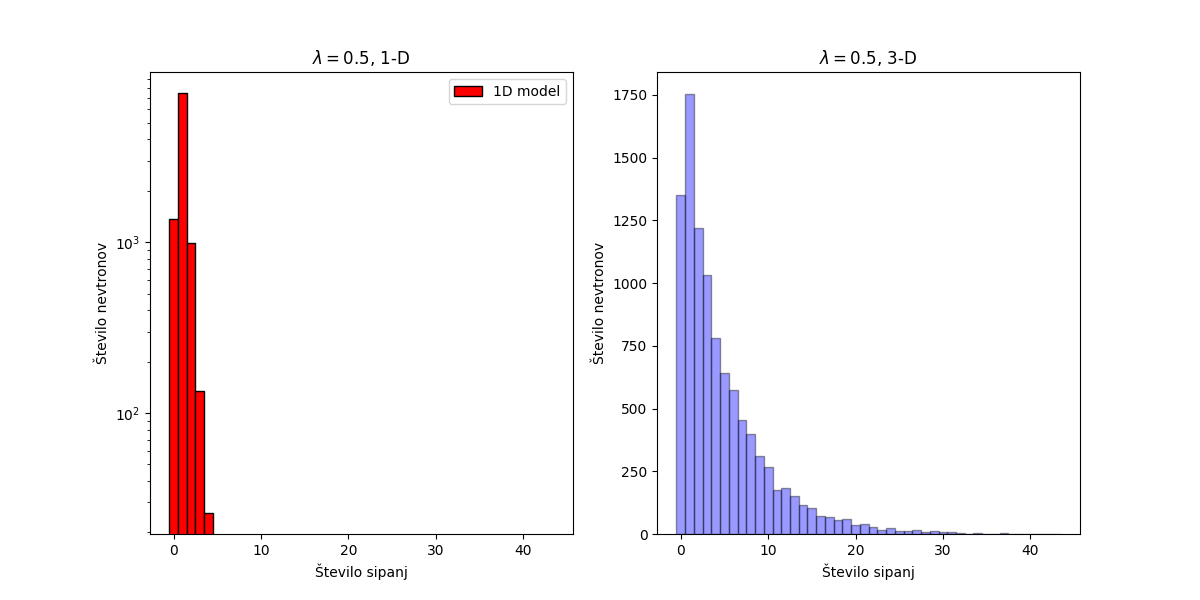 λ = 0.5, 1-D
1D model
10³
10²
Število nevtronov
0 10 20 30 40
Število sipanj
λ = 0.5, 3-D
1750
1500
1250
1000
750
500
250
0
Število nevtronov
0 10 20 30 40
Število sipanj